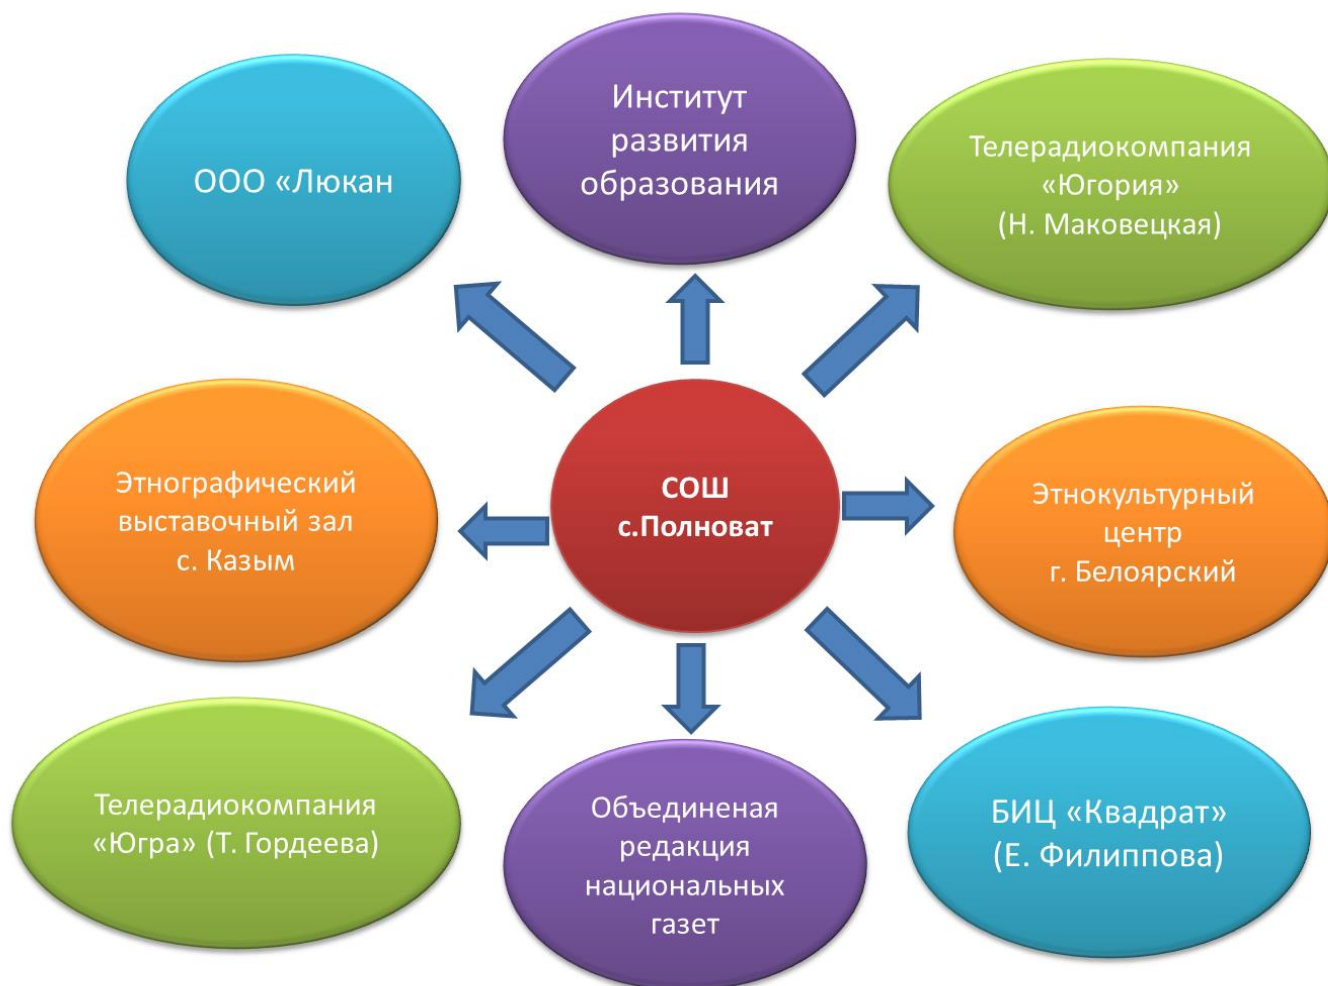 Институт
развития
образования
ООО «Люкан
Телерадиокомпания
«Югория»
(Н. Маковецкая)
Этнографический
выставочный зал
с. Казым
СОШ
с.Полноват
Этнокультурный
центр
г. Белоярский
Телерадиокомпания
«Югра» (Т. Гордеева)
Объединеная
редакция
национальных
газет
БИЦ «Квадрат»
(Е. Филиппова)